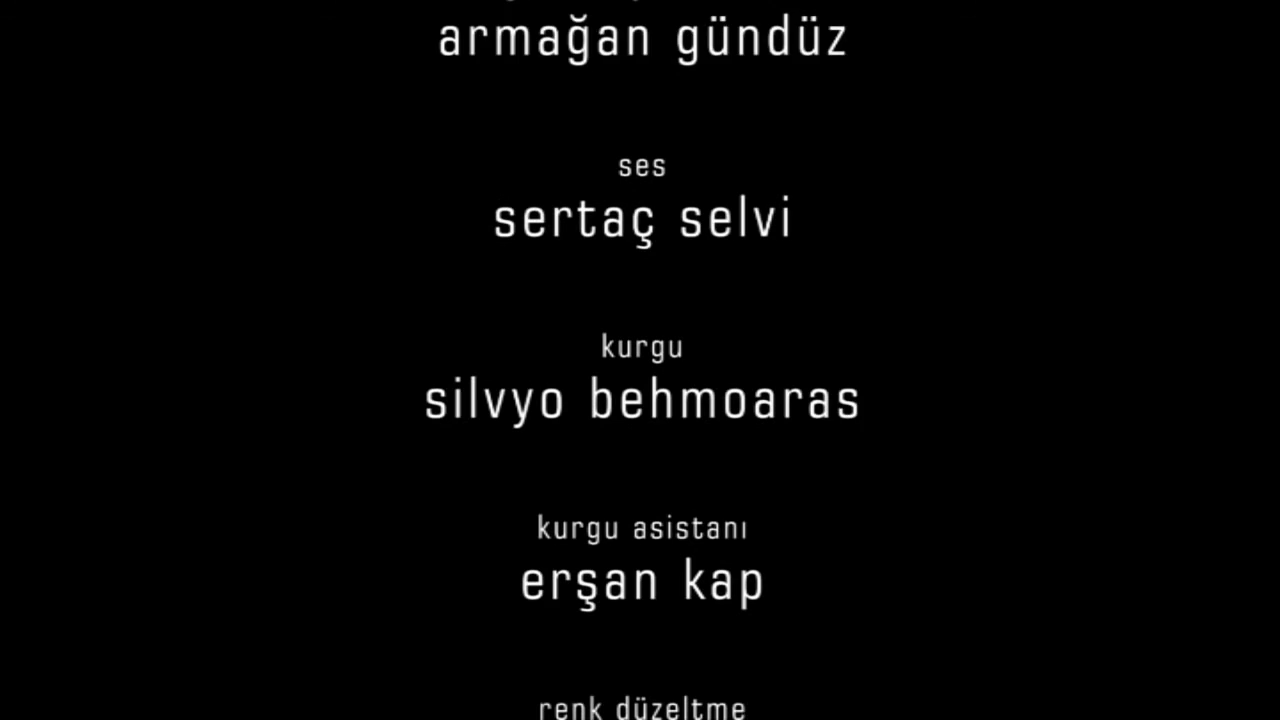 armağan gündüz
ses
sertaç selvi
kurgu
silvyo behmoaras
kurgu asistanı
erşan kap
renk düzeltme